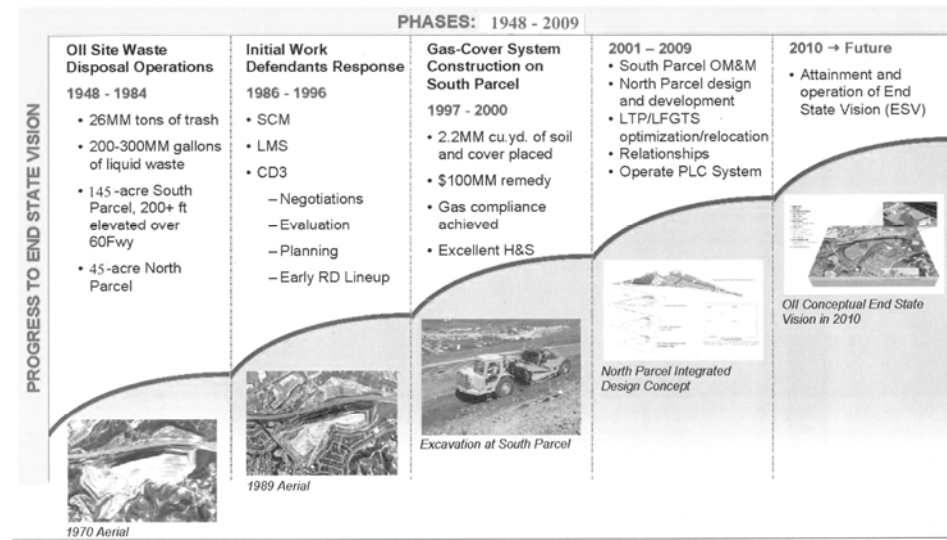 PHASES: 1948 - 2009
PROGRESS TO END STATE VISION
OII Site Waste
Disposal Operations
1948 - 1984
• 26MM tons of trash
• 200-300MM gallons
of liquid waste
• 145-acre South
Parcel, 200+ ft
elevated over
60Fwy
• 45-acre North
Parcel
1970 Aerial
Initial Work
Defendants Response
1986 - 1996
• SCM
• LMS
• CD3
– Negotiations
– Evaluation
– Planning
– Early RD Lineup
1989 Aerial
Gas-Cover System
Construction on
South Parcel
1997 - 2000
• 2.2MM cu.yd. of soil
and cover placed
• $100MM remedy
• Gas compliance
achieved
• Excellent H&S
Excavation at South Parcel
2001 – 2009
• South Parcel OM&M
• North Parcel design
and development
• LTP/LFGTS
optimization/relocation
• Relationships
• Operate PLC System
North Parcel Integrated
Design Concept
2010 → Future
• Attainment and
operation of End
State Vision (ESV)
OII Conceptual End State
Vision in 2010